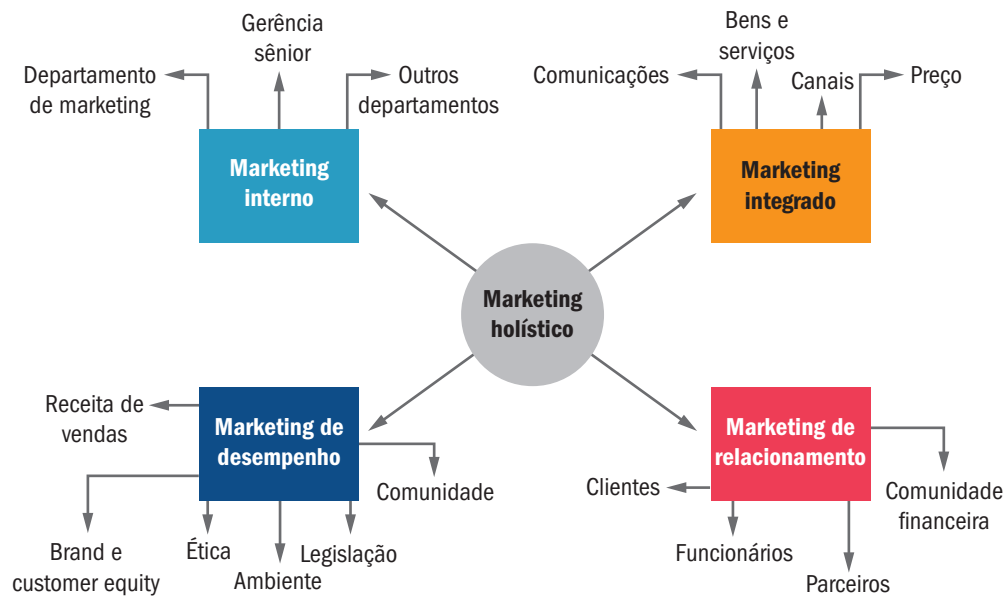 Gerência
sênior
Departamento
de marketing
Outros
departamentos
Marketing
interno
Bens e
serviços
Comunicações
Canais
Preço
Marketing
integrado
Marketing
holístico
Receita de
vendas
Marketing de
desempenho
Comunidade
Brand e
customer equity
Ética
Ambiente
Legislação
Marketing de
relacionamento
Clientes
Funcionários
Parceiros
Comunidade
financeira